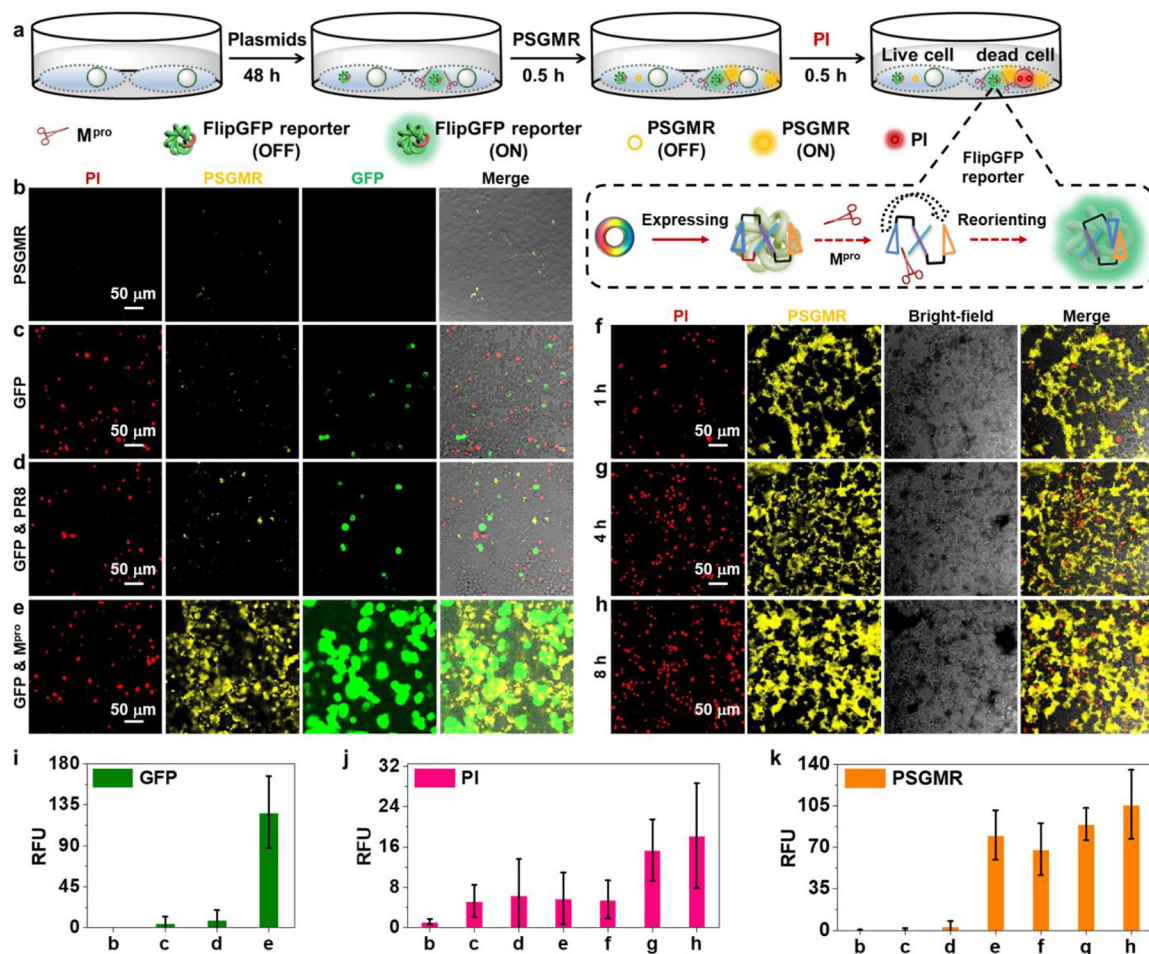 a
Plasmids
48 h
PSGMR
0.5 h
PI
0.5 h
Live cell
dead cell
Mpro
FlipGFP reporter
(OFF)
FlipGFP reporter
(ON)
PSGMR
(OFF)
PSGMR
(ON)
PI
FlipGFP
reporter
Expressing
Mpro
Reorienting
b
PI
PSGMR
GFP
Merge
PSGMR
50 μm
c
GFP
50 μm
d
GFP & PR8
50 μm
e
GFP & Mpro
50 μm
f
PI
PSGMR
Bright-field
Merge
1 h
50 μm
g
4 h
50 μm
h
8 h
50 μm
i
GFP
RFU
180
135
90
45
0
b c d e
j
PI
RFU
32
24
16
8
0
b c d e f g h
k
PSGMR
RFU
140
105
70
35
0
b c d e f g h